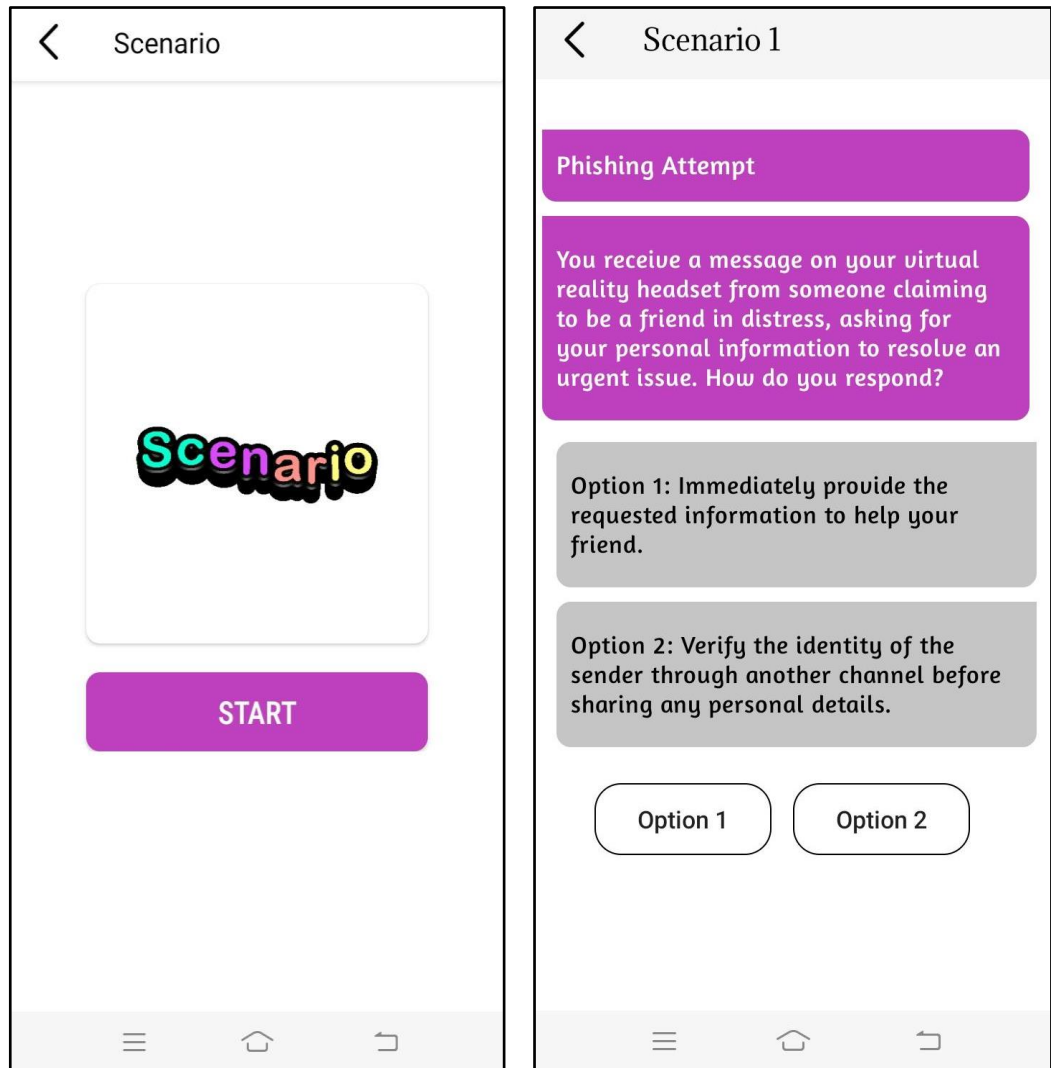 Scenario
Scenario
START
Scenario 1
Phishing Attempt
You receive a message on your virtual
reality headset from someone claiming
to be a friend in distress, asking for
your personal information to resolve an
urgent issue. How do you respond?
Option 1: Immediately provide the
requested information to help your
friend.
Option 2: Verify the identity of the
sender through another channel before
sharing any personal details.
Option 1
Option 2